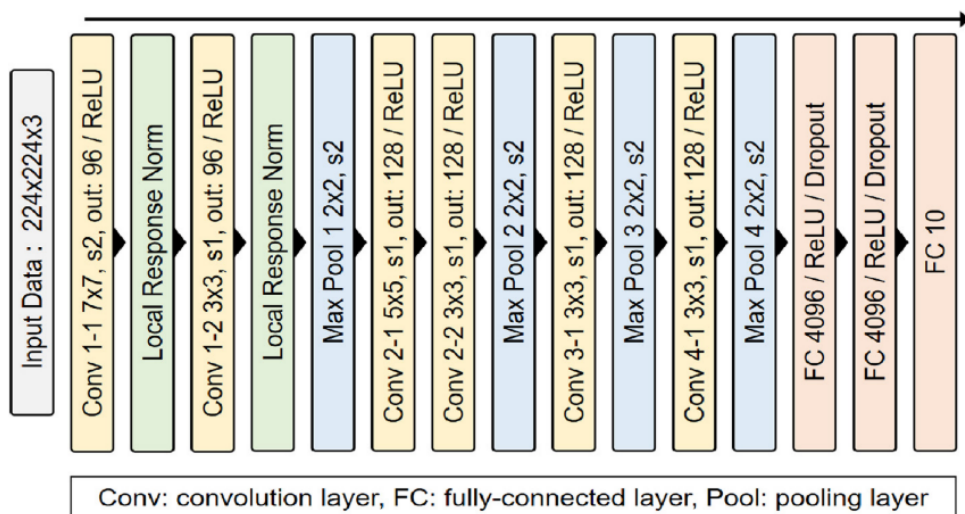 Input Data : 224x224x3
Conv 1-1 7x7, s2, out: 96 / ReLU
Local Response Norm
Conv 1-2 3x3, s1, out: 96 / ReLU
Local Response Norm
Max Pool 1 2x2, s2
Conv 2-1 5x5, s1, out: 128 / ReLU
Conv 2-2 3x3, s1, out: 128 / ReLU
Max Pool 2 2x2, s2
Conv 3-1 3x3, s1, out: 128 / ReLU
Max Pool 3 2x2, s2
Conv 4-1 3x3, s1, out: 128 / ReLU
Max Pool 4 2x2, s2
FC 4096 / ReLU / Dropout
FC 4096 / ReLU / Dropout
FC 10
Conv: convolution layer, FC: fully-connected layer, Pool: pooling layer